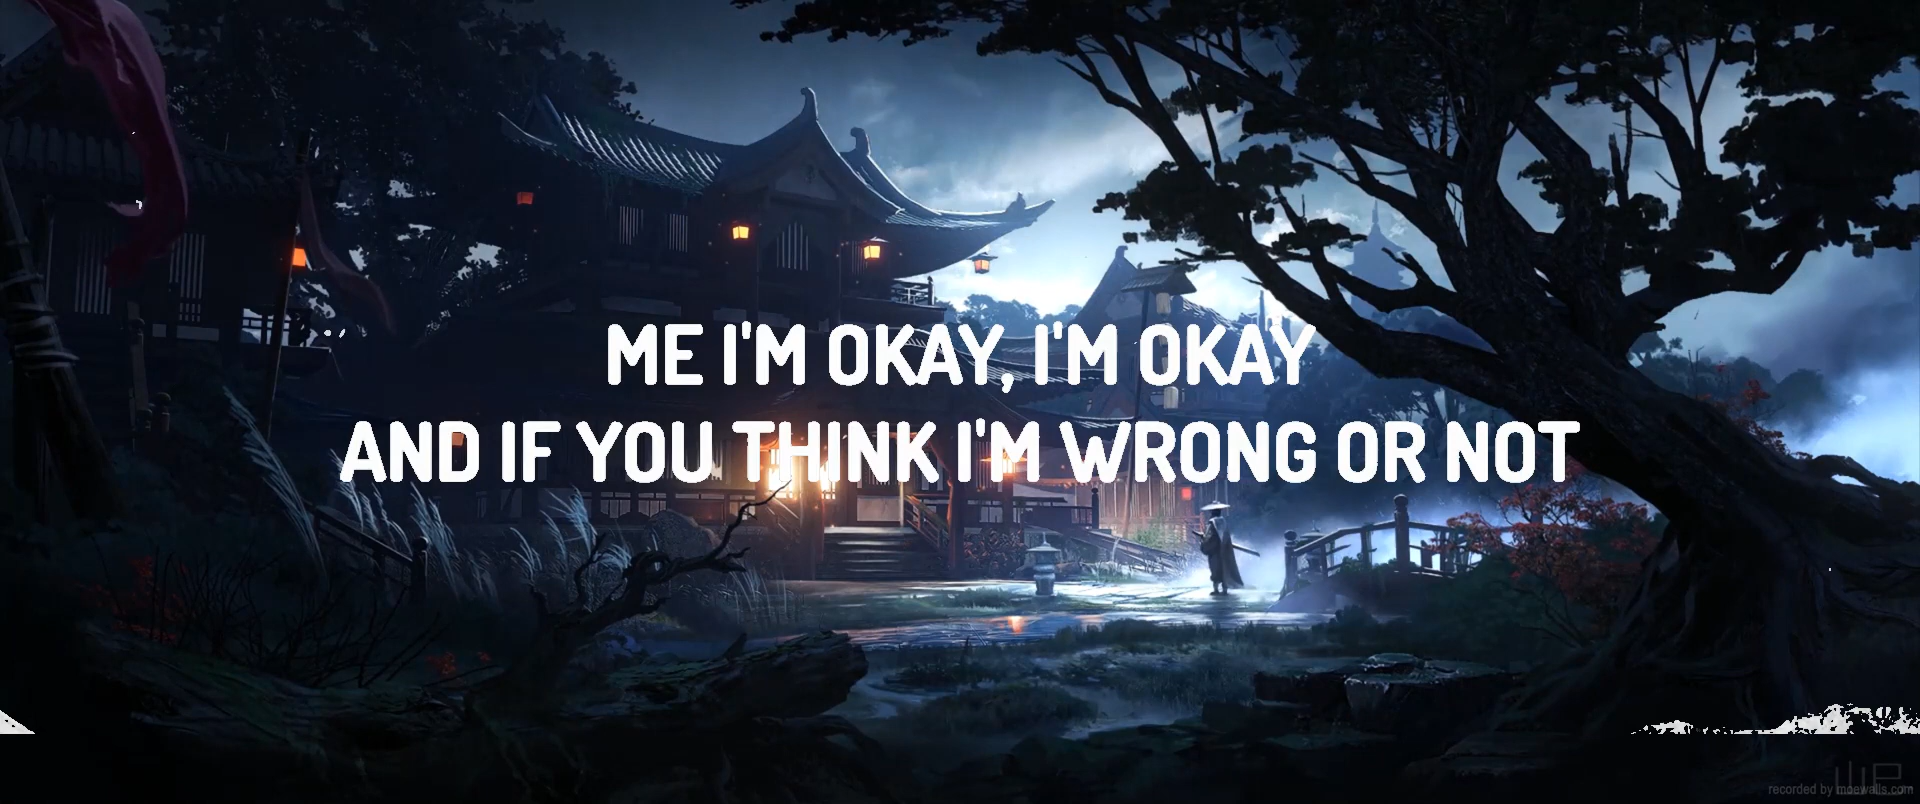 ME I'M OKAY, I'M OKAY
AND IF YOU THINK I'M WRONG OR NOT
recorded by moewalls.com